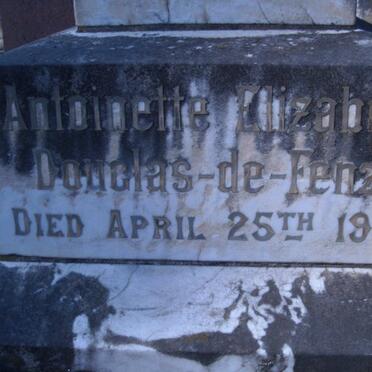 Antoinette Elizab
Douglas-de-Fenz
DIED APRIL 25TH 19